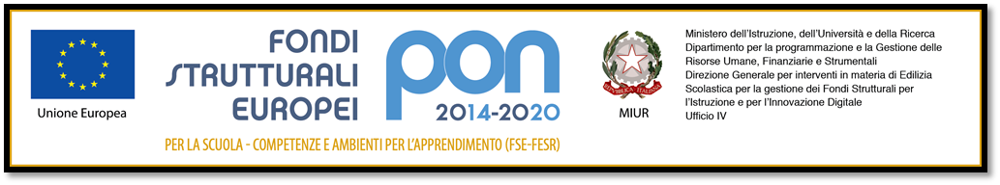 Unione Europea
FONDI
STRUTTURALI
EUROPEI
pon
2014-2020
PER LA SCUOLA - COMPETENZE E AMBIENTI PER L'APPRENDIMENTO (FSE-FESR)
REPVBBLICA ITALIANA
MIUR
Ministero dell'Istruzione, dell'Università e della Ricerca
Dipartimento per la programmazione e la Gestione delle
Risorse Umane, Finanziarie e Strumentali
Direzione Generale per interventi in materia di Edilizia
Scolastica per la gestione dei Fondi Strutturali per
l'Istruzione e per l'Innovazione Digitale
Ufficio IV